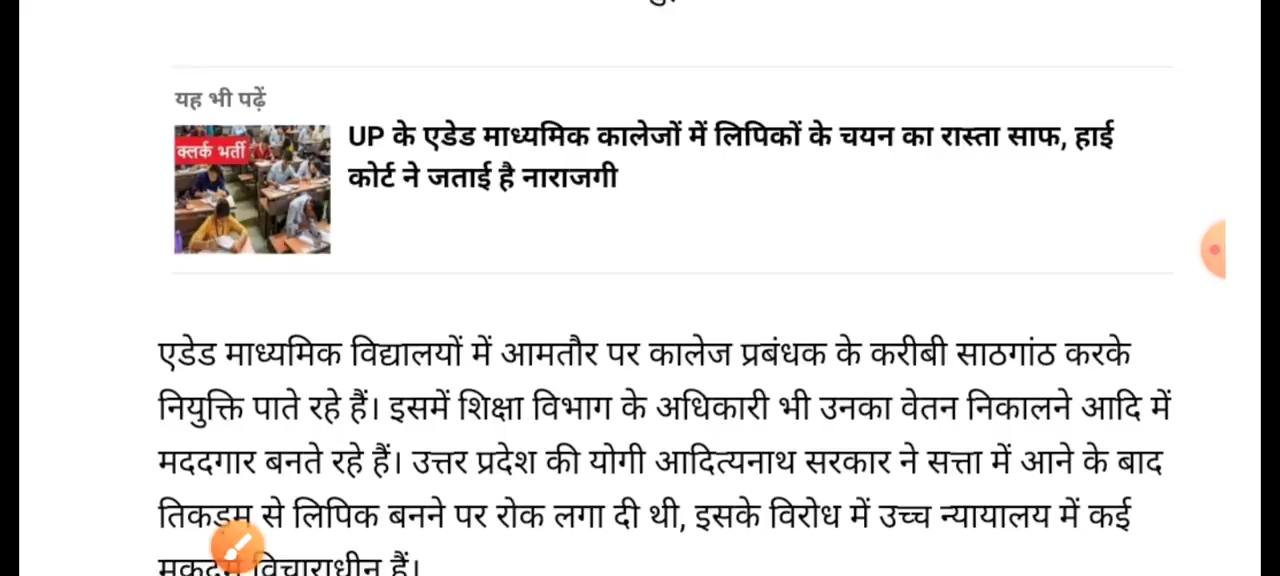 यह भी पढ़ें
क्लर्क भर्ती
UP के एडेड माध्यमिक कालेजों में लिपिकों के चयन का रास्ता साफ, हाई
कोर्ट ने जताई है नाराजगी
एडेड माध्यमिक विद्यालयों में आमतौर पर कालेज प्रबंधक के करीबी साठगांठ करके
नियुक्ति पाते रहे हैं। इसमें शिक्षा विभाग के अधिकारी भी उनका वेतन निकालने आदि में
मददगार बनते रहे हैं। उत्तर प्रदेश की योगी आदित्यनाथ सरकार ने सत्ता में आने के बाद
तिकड़म से लिपिक बनने पर रोक लगा दी थी, इसके विरोध में उच्च न्यायालय में कई
मुकदमे विचाराधीन हैं।